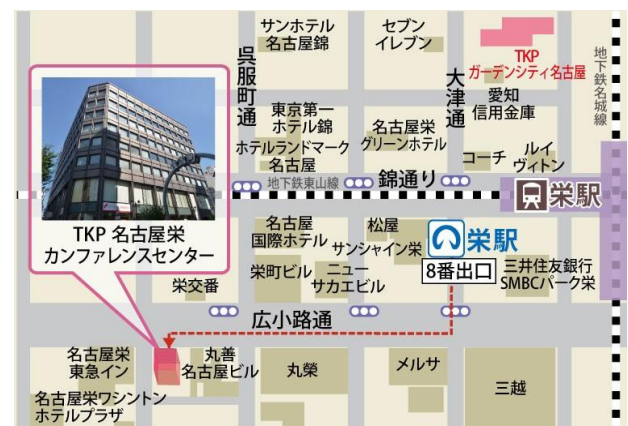 サンホテル
名古屋錦
セブン
イレブン
TKP
ガーデンシティ名古屋
呉服町通
大津通
地下鉄名城線
愛知
信用金庫
東京第一
ホテル錦
ホテルランドマーク
名古屋
名古屋栄
グリーンホテル
コーチ
ルイ
ヴィトン
地下鉄東山線
錦通り
栄駅
TKP 名古屋栄
カンファレンスセンター
名古屋
国際ホテル
松屋
サンシャイン栄
栄駅
8番出口
三井住友銀行
SMBCパーク栄
栄交番
栄町ビル
ニュー
サカエビル
広小路通
名古屋栄
東急イン
丸善
名古屋ビル
丸榮
メルサ
三越
名古屋栄ワシントン
ホテルプラザ